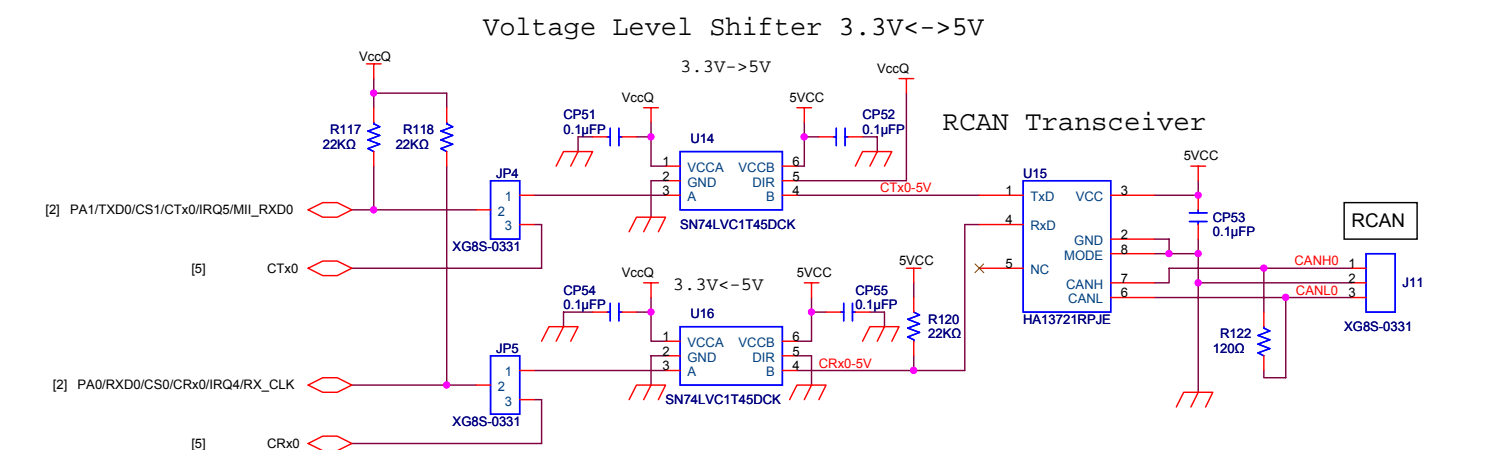 Voltage Level Shifter 3.3V<->5V
VccQ
3.3V->5V
VccQ
VccQ
5VCC
CP51
0.1µFP
CP52
0.1µFP
RCAN Transceiver
R117
22KΩ
R118
22KΩ
U14
5VCC
1 VCCA VCCB 6
2 GND DIR 5
3 A B 4
SN74LVC1T45DCK
CTx0-5V
JP4
1
2
3
XG8S-0331
[2] PA1/TXD0/CS1/CTx0/IRQ5/MII_RXD0
[5] CTx0
U15
1 TxD VCC 3
4 RxD
GND 2
MODE 8
5 NC
CANH 7
CANL 6
HA13721RPJE
CP53
0.1µFP
RCAN
CANH0 1
2
CANL0 3
J11
XG8S-0331
R122
120Ω
VccQ
3.3V<-5V
5VCC
5VCC
CP54
0.1µFP
CP55
0.1µFP
U16
R120
22KΩ
1 VCCA VCCB 6
2 GND DIR 5
3 A B 4
SN74LVC1T45DCK
CRx0-5V
JP5
1
2
3
XG8S-0331
[2] PA0/RXD0/CS0/CRx0/IRQ4/RX_CLK
[5] CRx0